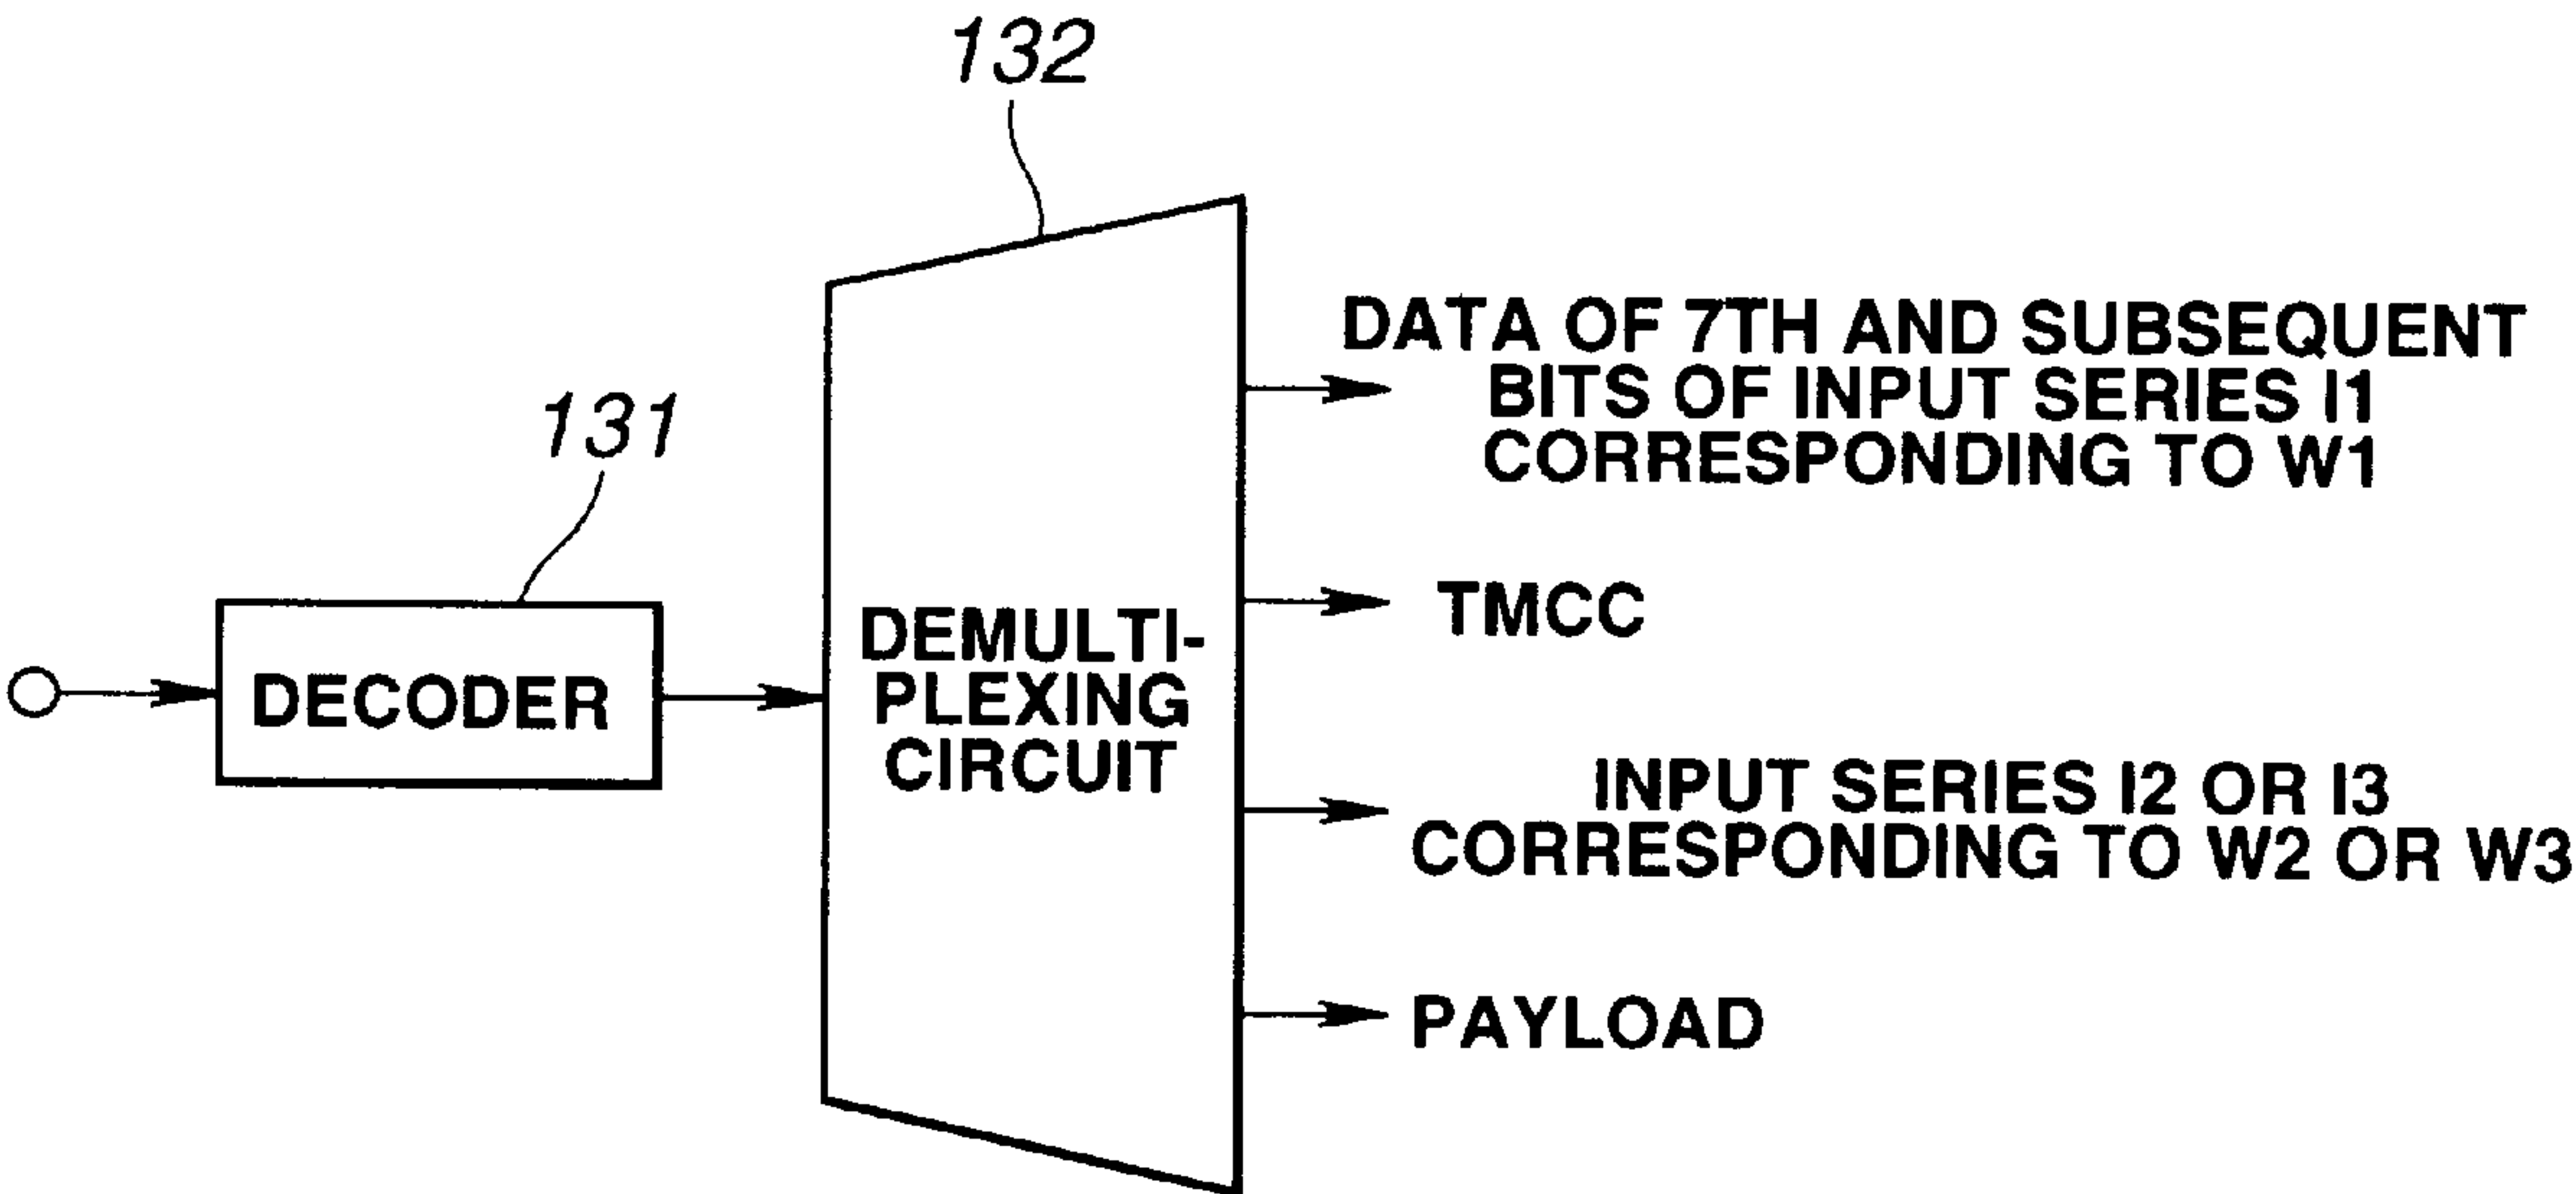 132
131
DATA OF 7TH AND SUBSEQUENT
BITS OF INPUT SERIES I1
CORRESPONDING TO W1
TMCC
DECODER
DEMULTI-
PLEXING
CIRCUIT
INPUT SERIES I2 OR I3
CORRESPONDING TO W2 OR W3
PAYLOAD